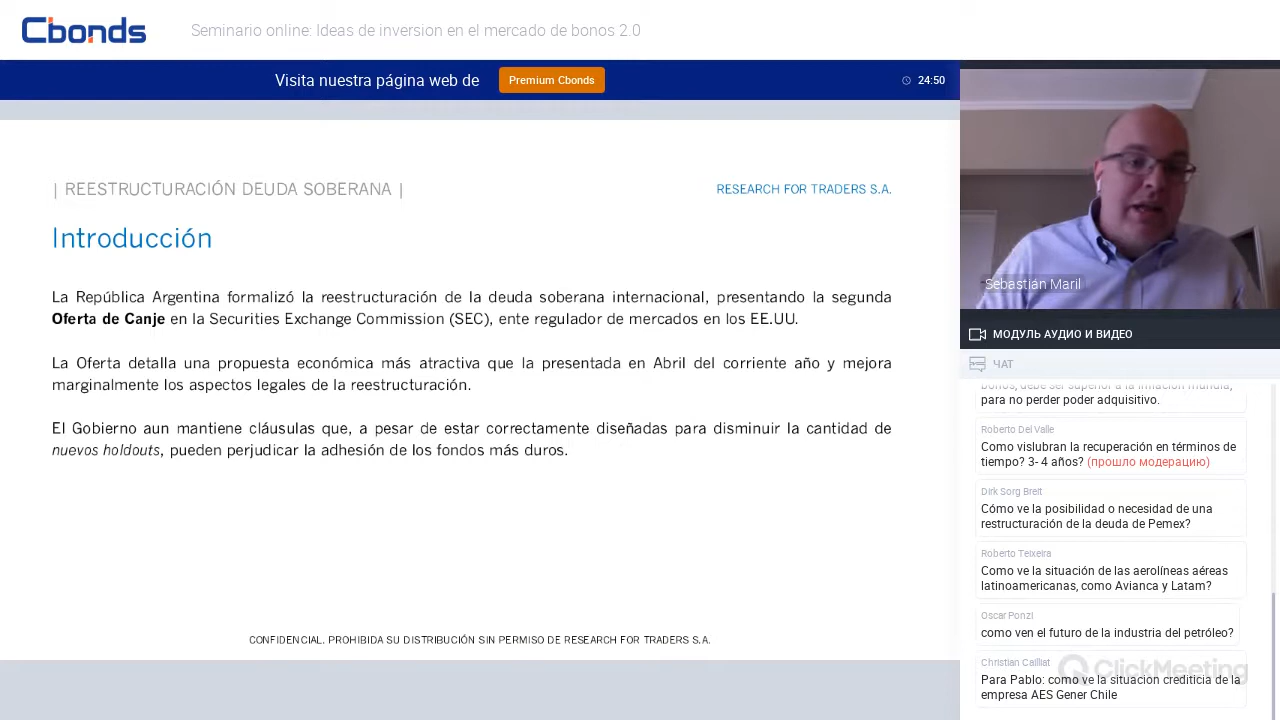 Cbonds
Seminario online: Ideas de inversion en el mercado de bonos 2.0
Visita nuestra página web de
Premium Cbonds
24:50
| REESTRUCTURACIÓN DEUDA SOBERANA |
RESEARCH FOR TRADERS S.A.
Introducción
La República Argentina formalizó la reestructuración de la deuda soberana internacional, presentando la segunda
Oferta de Canje en la Securities Exchange Commission (SEC), ente regulador de mercados en los EE.UU.
La Oferta detalla una propuesta económica más atractiva que la presentada en Abril del corriente año y mejora
marginalmente los aspectos legales de la reestructuración.
El Gobierno aun mantiene cláusulas que, a pesar de estar correctamente diseñadas para disminuir la cantidad de
nuevos holdouts, pueden perjudicar la adhesión de los fondos más duros.
CONFIDENCIAL. PROHIBIDA SU DISTRIBUCIÓN SIN PERMISO DE RESEARCH FOR TRADERS S.A.
Sebastián Maril
МОДУЛЬ АУДИО И ВИДЕО
ЧАТ
bonos, debe ser superior a la inflación mundia,
para no perder poder adquisitivo.
Roberto Del Valle
Como vislubran la recuperación en términos de
tiempo? 3- 4 años? (прошло модерацию)
Dirk Sorg Breit
Cómo ve la posibilidad o necesidad de una
restructuración de la deuda de Pemex?
Roberto Teixeira
Como ve la situación de las aerolíneas aéreas
latinoamericanas, como Avianca y Latam?
Oscar Ponzi
como ven el futuro de la industria del petróleo?
Christian Cailliat
Para Pablo: como ve la situación crediticia de la
empresa AES Gener Chile
ClickMeeting